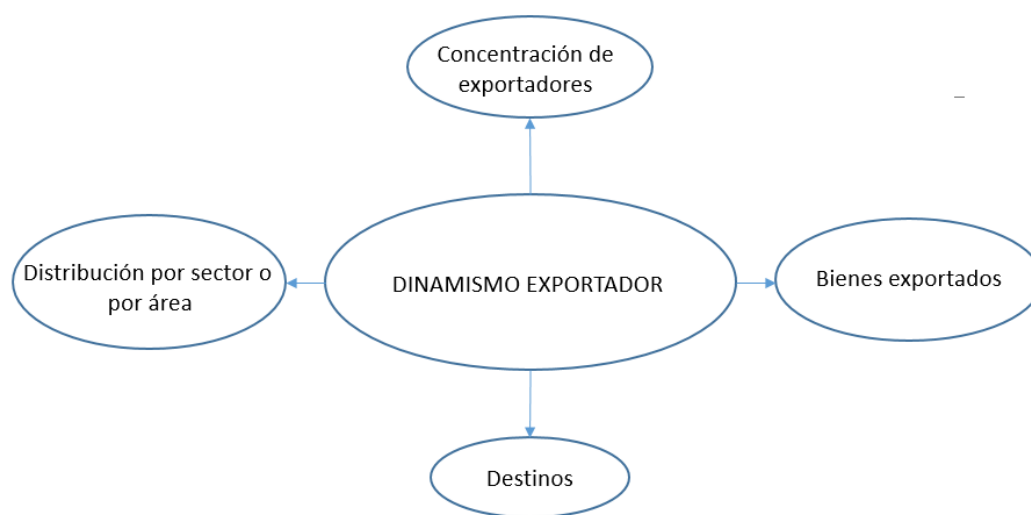 Concentración de
exportadores
Distribución por sector o
por área
DINAMISMO EXPORTADOR
Bienes exportados
Destinos